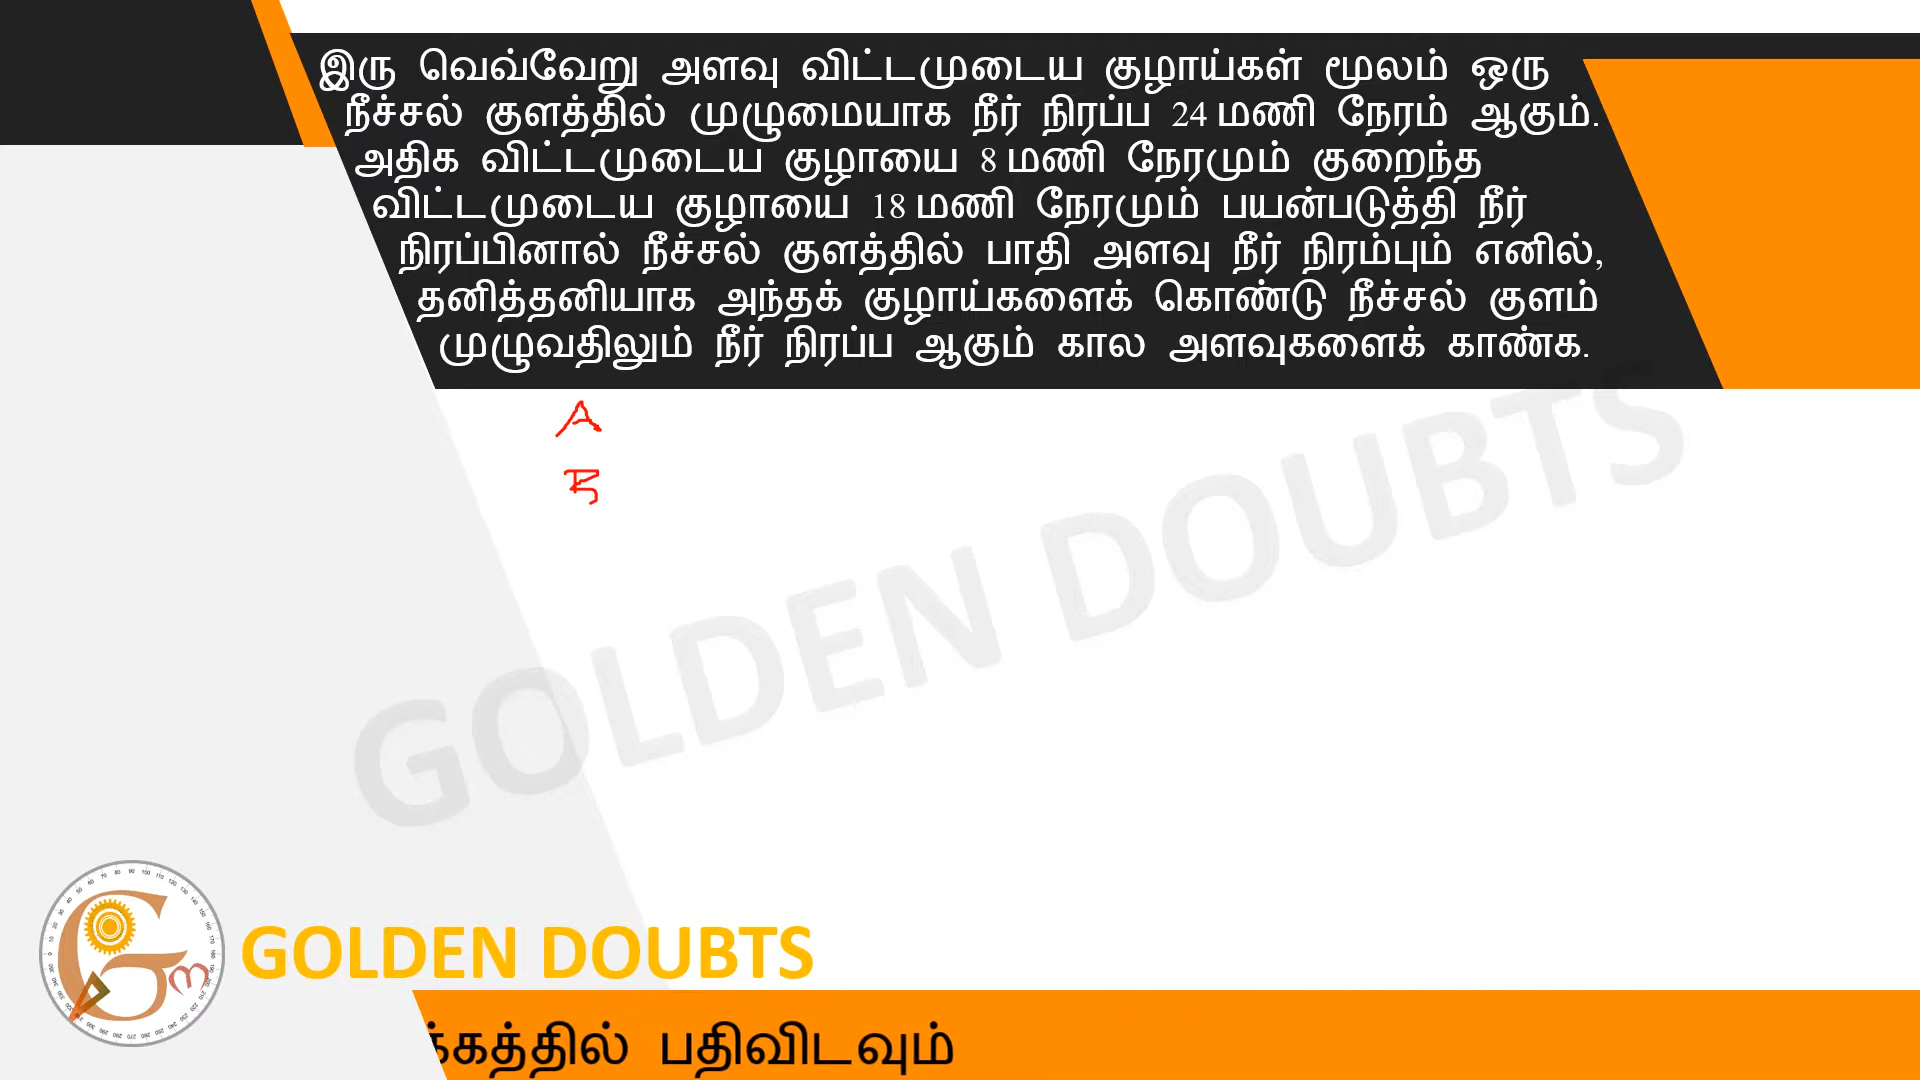 இரு வெவ்வேறு அளவு விட்டமுடைய குழாய்கள் மூலம் ஒரு
நீச்சல் குளத்தில் முழுமையாக நீர் நிரப்ப 24 மணி நேரம் ஆகும்.
அதிக விட்டமுடைய குழாயை 8 மணி நேரமும் குறைந்த
விட்டமுடைய குழாயை 18 மணி நேரமும் பயன்படுத்தி நீர்
நிரப்பினால் நீச்சல் குளத்தில் பாதி அளவு நீர் நிரம்பும் எனில்,
தனித்தனியாக அந்தக் குழாய்களைக் கொண்டு நீச்சல் குளம்
முழுவதிலும் நீர் நிரப்ப ஆகும் கால அளவுகளைக் காண்க.
A
B
GOLDEN DOUBTS
GOLDEN DOUBTS
பதிவிடவும்